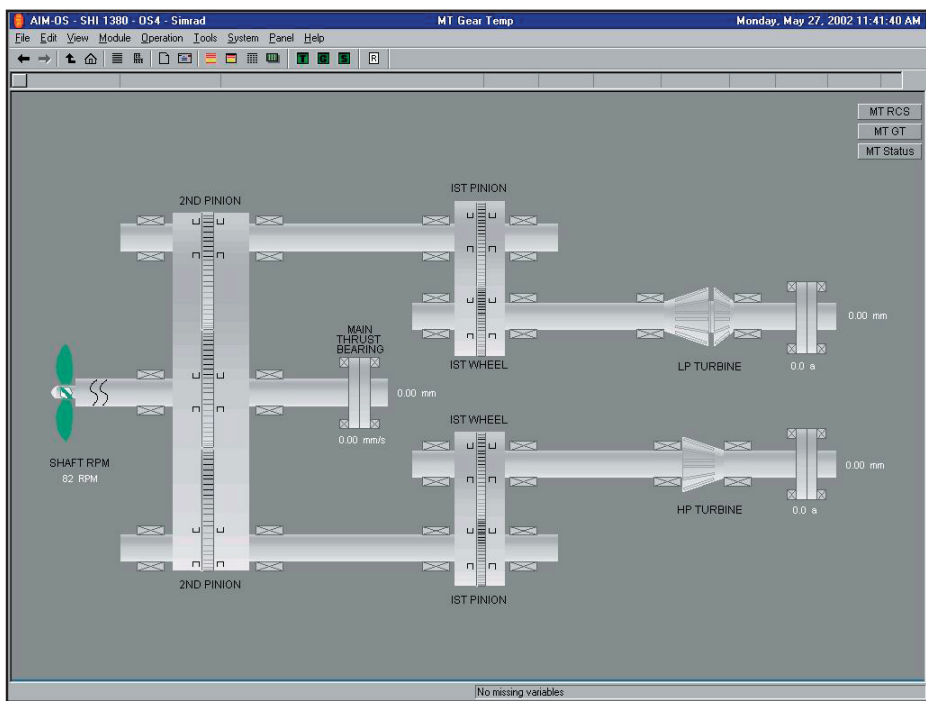 AIM-OS - SHI 1380 - OS4 - Simrad MT Gear Temp Monday, May 27, 2002 11:41:40 AM
File Edit View Module Operation Tools System Panel Help
T G S R
MT RCS
MT GT
MT Status
2ND PINION
IST PINION
MAIN
THRUST
BEARING
0.00 mm
IST WHEEL
LP TURBINE
0.0 a
0.00 mm
IST WHEEL
0.00 mm/s
SHAFT RPM
82 RPM
0.00 mm
HP TURBINE
0.0 a
2ND PINION
IST PINION
No missing variables